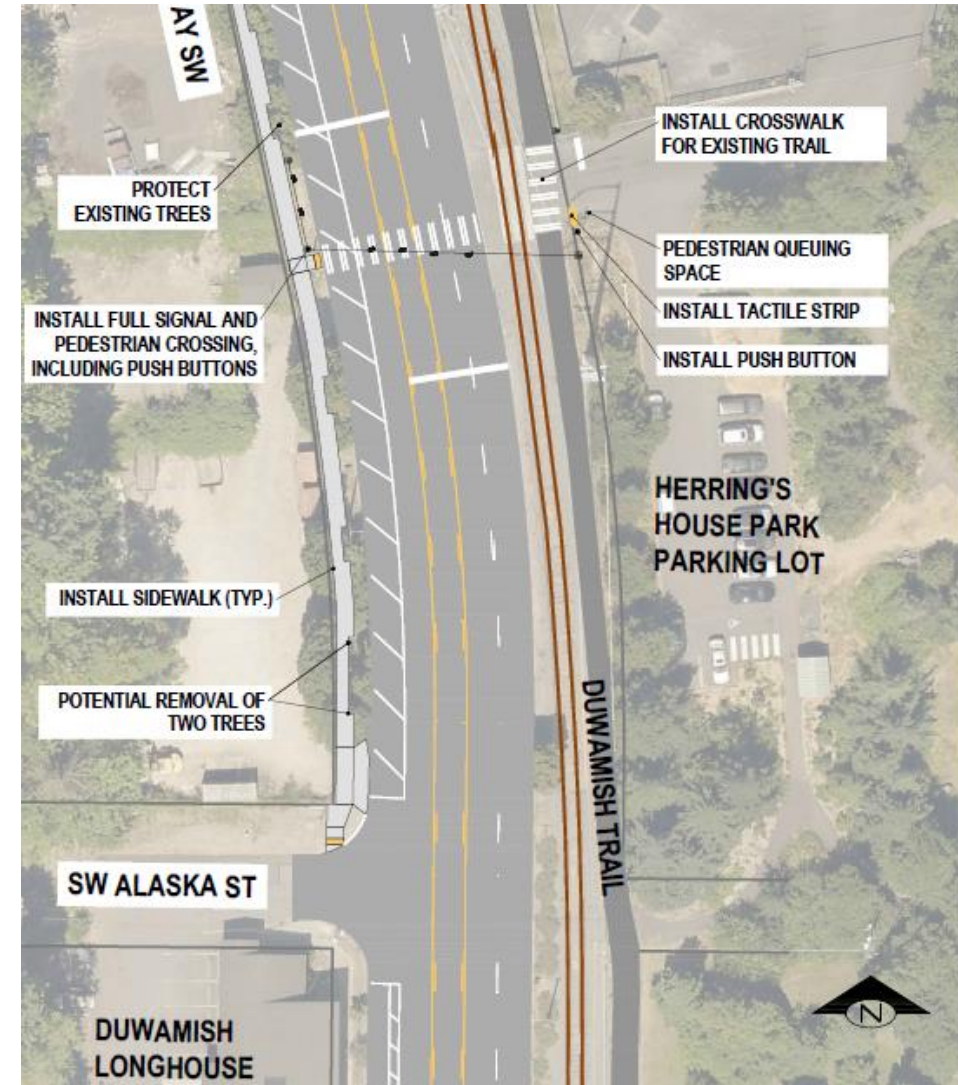 AY SW
INSTALL CROSSWALK
FOR EXISTING TRAIL
PROTECT
EXISTING TREES
PEDESTRIAN QUEUING
SPACE
INSTALL TACTILE STRIP
INSTALL FULL SIGNAL AND
PEDESTRIAN CROSSING,
INCLUDING PUSH BUTTONS
INSTALL PUSH BUTTON
HERRING'S
HOUSE PARK
PARKING LOT
INSTALL SIDEWALK (TYP.)
POTENTIAL REMOVAL OF
TWO TREES
DUWAMISH TRAIL
SW ALASKA ST
DUWAMISH
LONGHOUSE
N